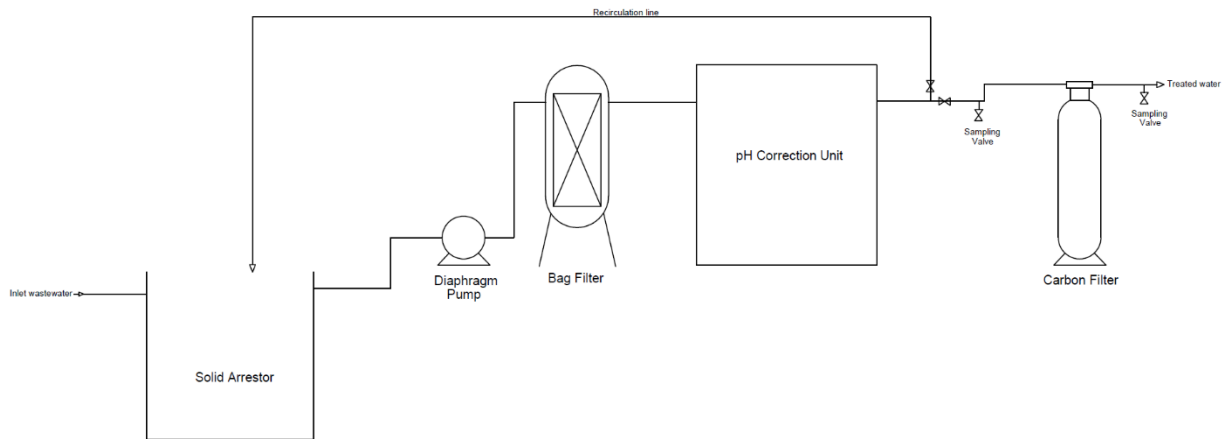 Recirculation line
Treated water
Sampling
Valve
Sampling
Valve
pH Correction Unit
Bag Filter
Diaphragm
Pump
Carbon Filter
Inlet wastewater
Solid Arrestor